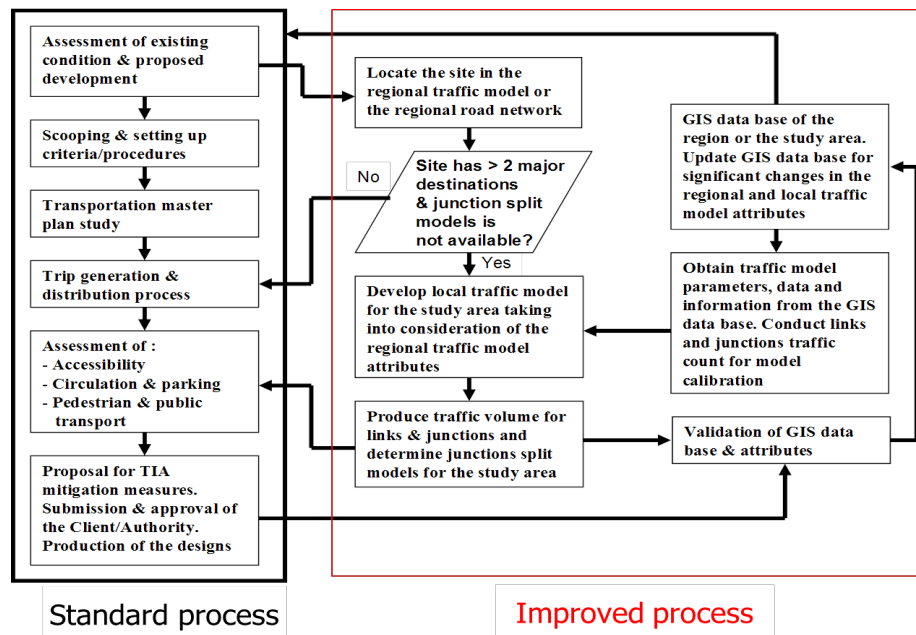 Assessment of existing
condition & proposed
development
Scooping & setting up
criteria/procedures
Transportation master
plan study
Trip generation &
distribution process
Assessment of :
- Accessibility
- Circulation & parking
- Pedestrian & public
transport
Proposal for TIA
mitigation measures.
Submission & approval of
the Client/Authority.
Production of the designs
Standard process
Locate the site in the
regional traffic model or
the regional road network
Site has > 2 major
destinations
& junction split
models is
not available?
No
Yes
Develop local traffic model
for the study area taking
into consideration of the
regional traffic model
attributes
Produce traffic volume for
links & junctions and
determine junctions split
models for the study area
GIS data base of the
region or the study area.
Update GIS data base for
significant changes in the
regional and local traffic
model attributes
Obtain traffic model
parameters, data and
information from the GIS
data base. Conduct links
and junctions traffic
count for model
calibration
Validation of GIS data
base & attributes
Improved process